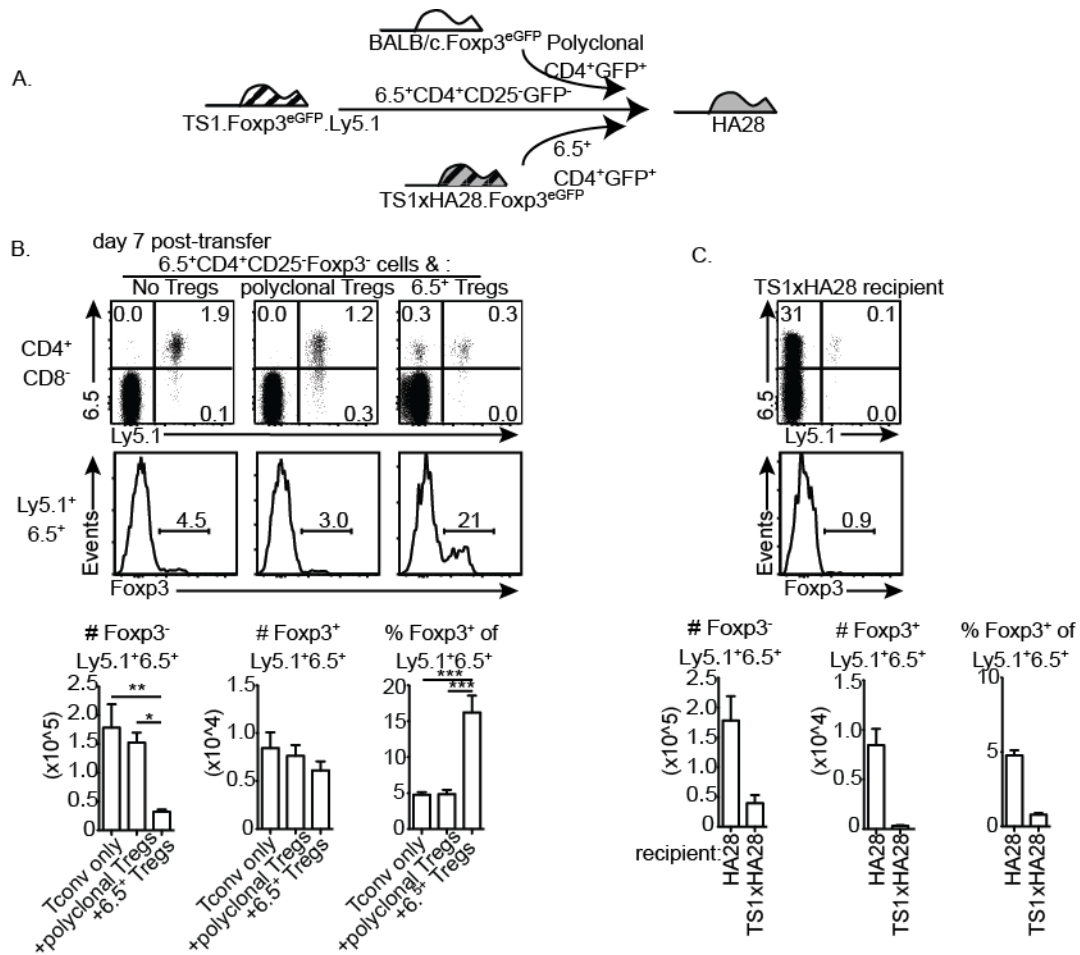 A.
BALB/c.Foxp3eGFP Polyclonal
CD4+GFP+
6.5+CD4+CD25-GFP-
TS1.Foxp3eGFP.Ly5.1
HA28
6.5+
CD4+GFP+
TS1xHA28.Foxp3eGFP
B.
day 7 post-transfer
6.5+CD4+CD25-Foxp3- cells & :
No Tregs polyclonal Tregs 6.5+ Tregs
0.0 1.9 0.0 1.2 0.3 0.3
CD4+
CD8-
6.5
0.1 0.3 0.0
Ly5.1
Ly5.1+
6.5+
Events
4.5 3.0 21
Foxp3
# Foxp3-
Ly5.1+6.5+
(x10^5)
2.5
2.0
1.5
1.0
0.5
0
**
*
Tconv only
+polyclonal Tregs
+6.5+ Tregs
# Foxp3+
Ly5.1+6.5+
(x10^4)
1.5
1.0
0.5
0
Tconv only
+polyclonal Tregs
+6.5+ Tregs
% Foxp3+ of
Ly5.1+6.5+
20
15
10
5
0
***
***
Tconv only
+polyclonal Tregs
+6.5+ Tregs
C.
TS1xHA28 recipient
31 0.1
6.5
0.0
Ly5.1
Events
0.9
Foxp3
# Foxp3-
Ly5.1+6.5+
(x10^5)
2.5
2.0
1.5
1.0
0.5
0
recipient:
HA28
TS1xHA28
# Foxp3+
Ly5.1+6.5+
(x10^4)
1.5
1.0
0.5
0
HA28
TS1xHA28
% Foxp3+ of
Ly5.1+6.5+
10
5
0
HA28
TS1xHA28